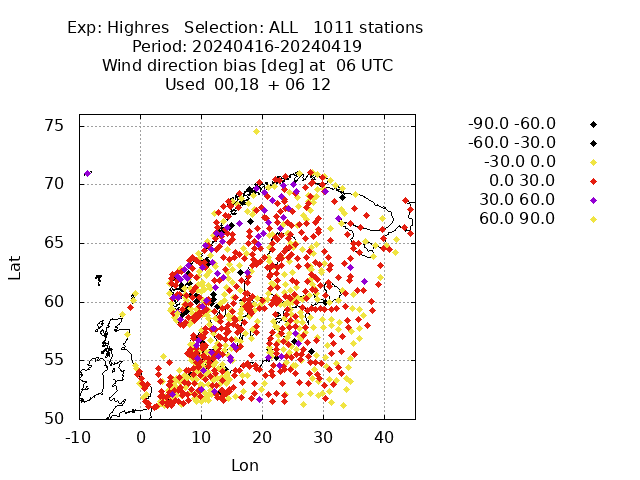 Exp: Highres   Selection: ALL   1011 stations
Period: 20240416-20240419
Wind direction bias [deg] at  06 UTC
Used  00,18  + 06 12
-90.0 -60.0
-60.0 -30.0
-30.0 0.0
0.0 30.0
30.0 60.0
60.0 90.0
Lat
75
70
65
60
55
50
-10 0 10 20 30 40
Lon